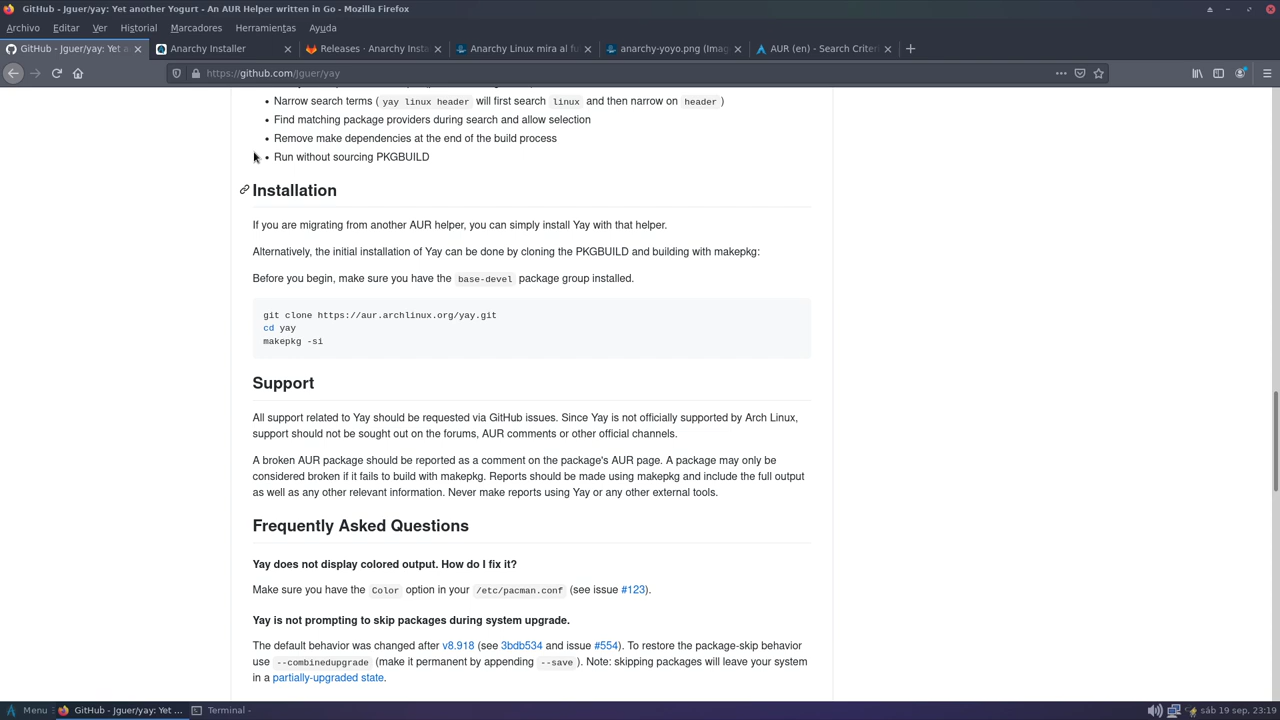 GitHub - Jguer/yay: Yet another Yogurt - An AUR Helper written in Go - Mozilla Firefox
Archivo Editar Ver Historial Marcadores Herramientas Ayuda
GitHub - Jguer/yay: Yet a
Anarchy Installer
Releases · Anarchy Insta
Anarchy Linux mira al fu
anarchy-yoyo.png (Imag
AUR (en) - Search Criter
https://github.com/Jguer/yay
• Narrow search terms ( yay linux header will first search linux and then narrow on header )
• Find matching package providers during search and allow selection
• Remove make dependencies at the end of the build process
• Run without sourcing PKGBUILD
Installation
If you are migrating from another AUR helper, you can simply install Yay with that helper.
Alternatively, the initial installation of Yay can be done by cloning the PKGBUILD and building with makepkg:
Before you begin, make sure you have the base-devel package group installed.
git clone https://aur.archlinux.org/yay.git
cd yay
makepkg -si
Support
All support related to Yay should be requested via GitHub issues. Since Yay is not officially supported by Arch Linux,
support should not be sought out on the forums, AUR comments or other official channels.
A broken AUR package should be reported as a comment on the package's AUR page. A package may only be
considered broken if it fails to build with makepkg. Reports should be made using makepkg and include the full output
as well as any other relevant information. Never make reports using Yay or any other external tools.
Frequently Asked Questions
Yay does not display colored output. How do I fix it?
Make sure you have the Color option in your /etc/pacman.conf (see issue #123).
Yay is not prompting to skip packages during system upgrade.
The default behavior was changed after v8.918 (see 3bdb534 and issue #554). To restore the package-skip behavior
use --combinedupgrade (make it permanent by appending --save ). Note: skipping packages will leave your system
in a partially-upgraded state.
Menu
GitHub - Jguer/yay: Yet ...
Terminal -
sáb 19 sep, 23:19